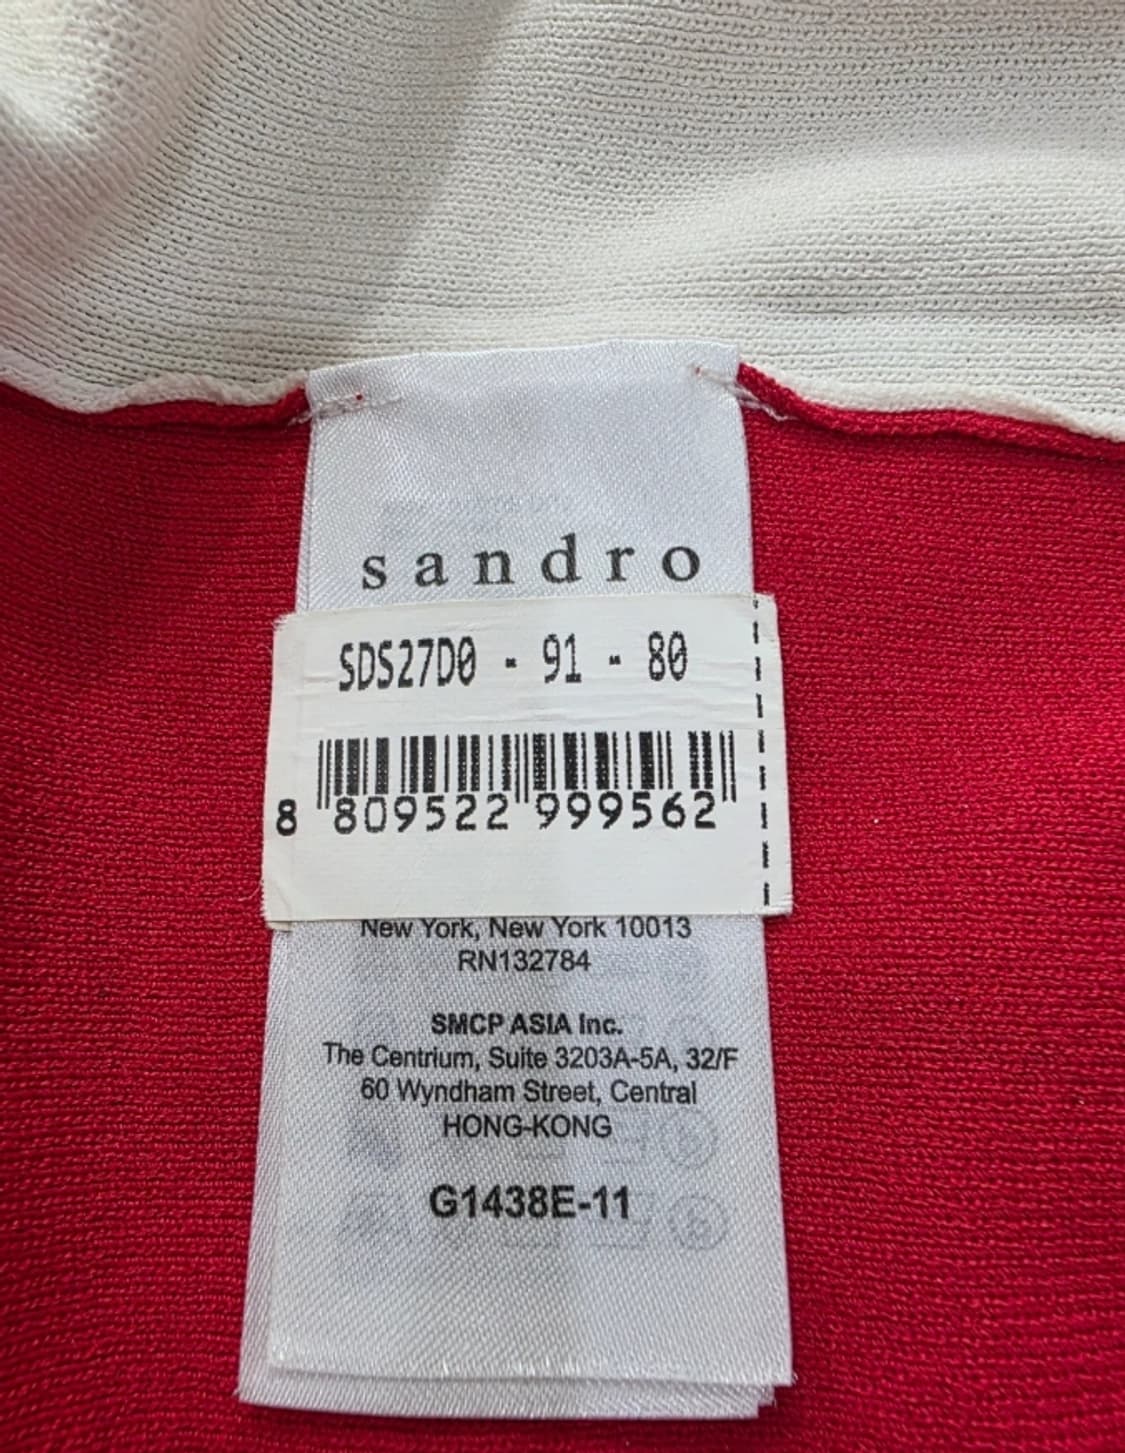 sandro
SDS27D0 - 91 - 80
8 809522 999562
New York, New York 10013
RN132784
SMCP ASIA Inc.
The Centrium, Suite 3203A-5A, 32/F
60 Wyndham Street, Central
HONG-KONG
G1438E-11